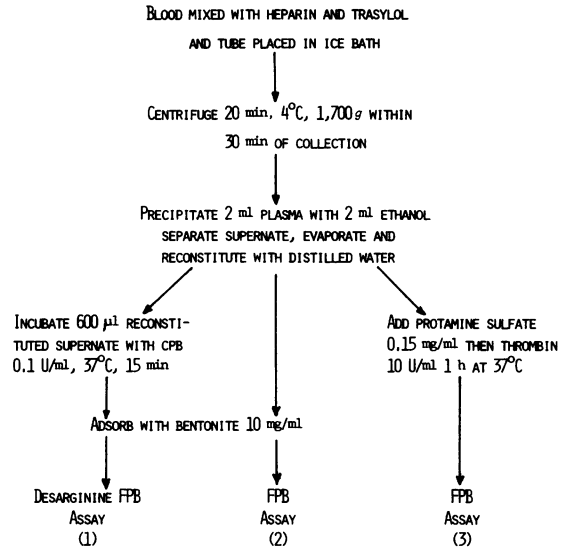 BLOOD MIXED WITH HEPARIN AND TRASYLOL
AND TUBE PLACED IN ICE BATH
CENTRIFUGE 20 min, 4°C, 1,700g WITHIN
30 min OF COLLECTION
PRECIPITATE 2 ml PLASMA WITH 2 ml ETHANOL
SEPARATE SUPERNATE, EVAPORATE AND
RECONSTITUTE WITH DISTILLED WATER
INCUBATE 600 µl RECONSTI-
TUTED SUPERNATE WITH CPB
0.1 U/ml, 37°C, 15 min
ADD PROTAMINE SULFATE
0.15 mg/ml THEN THROMBIN
10 U/ml 1 h AT 37°C
ADSORB WITH BENTONITE 10 mg/ml
DESARGININE FPB
ASSAY
(1)
FPB
ASSAY
(2)
FPB
ASSAY
(3)